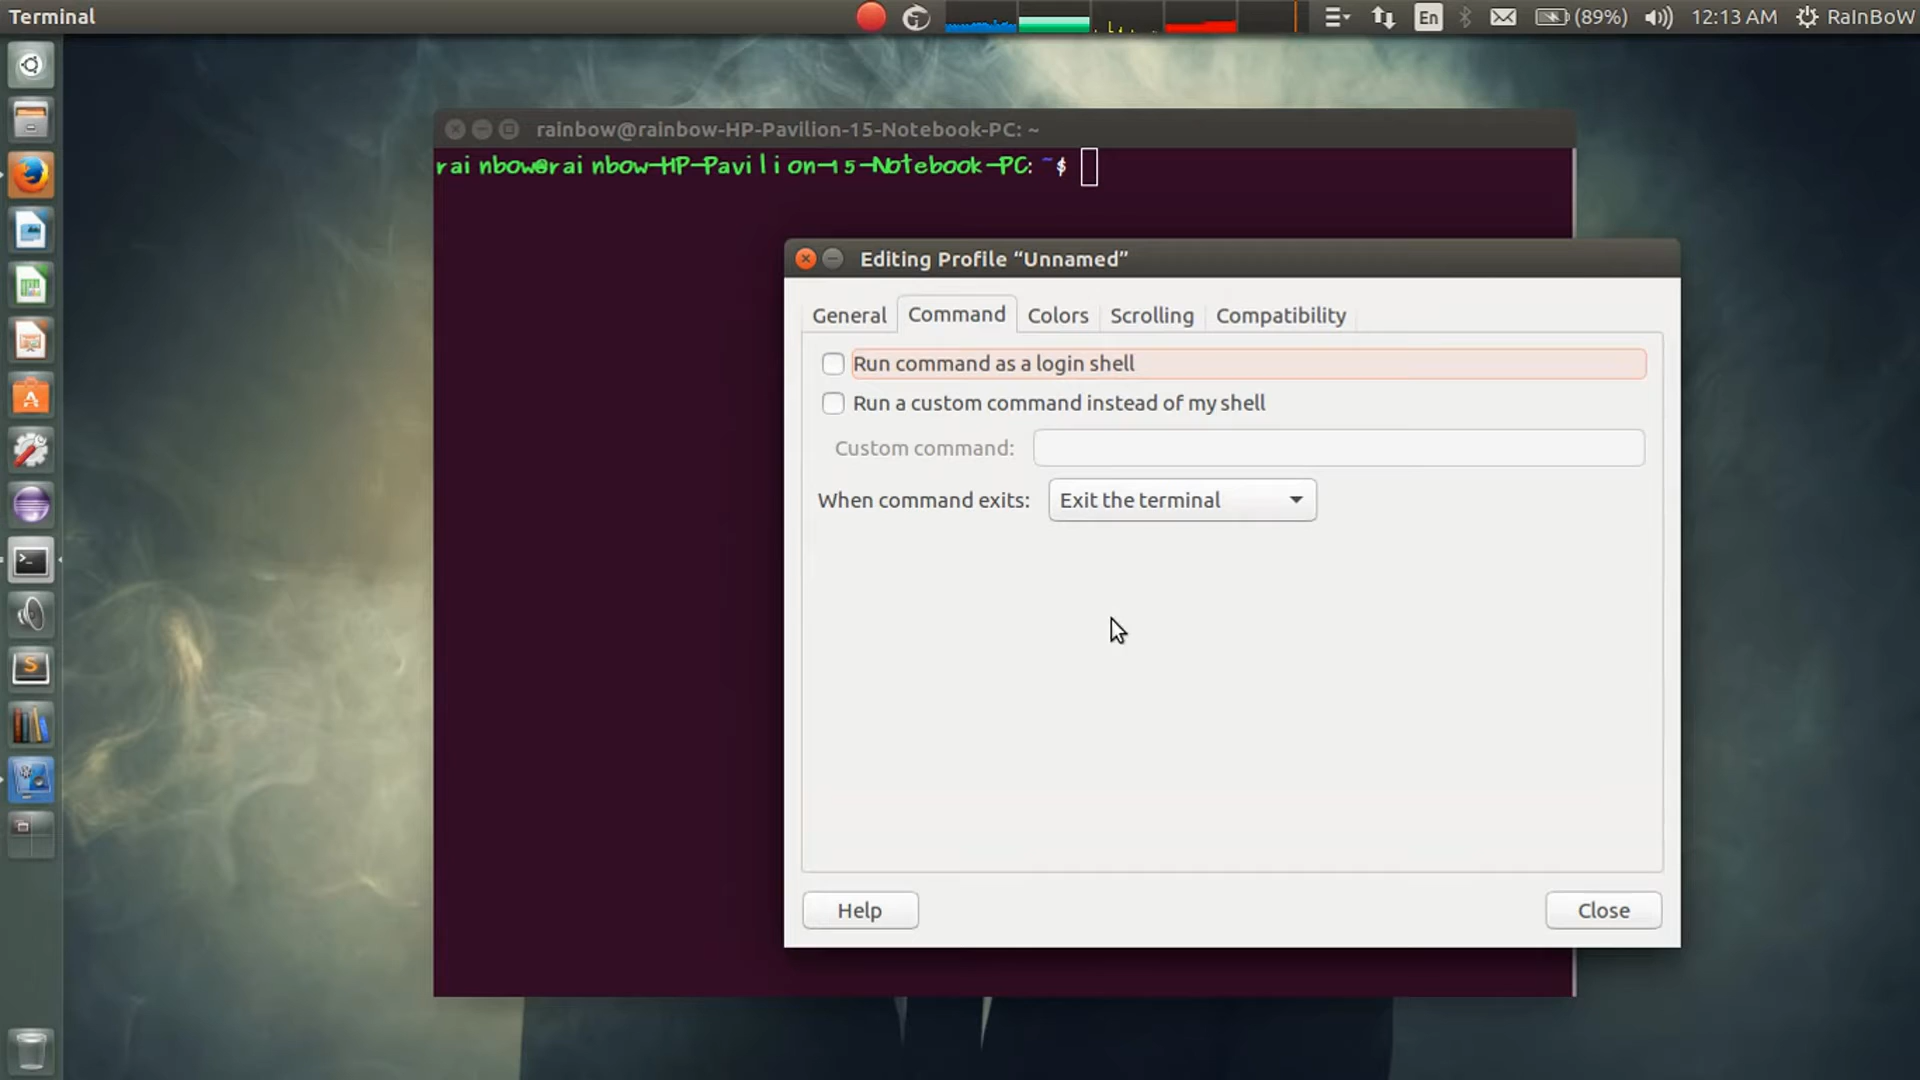 Terminal
En
(89%)
12:13 AM
RaInBoW
rainbow@rainbow-HP-Pavilion-15-Notebook-PC: ~
rainbow@rainbow-HP-Pavilion-15-Notebook-PC: ~$
Editing Profile “Unnamed”
General
Command
Colors
Scrolling
Compatibility
Run command as a login shell
Run a custom command instead of my shell
Custom command:
When command exits:
Exit the terminal
Help
Close